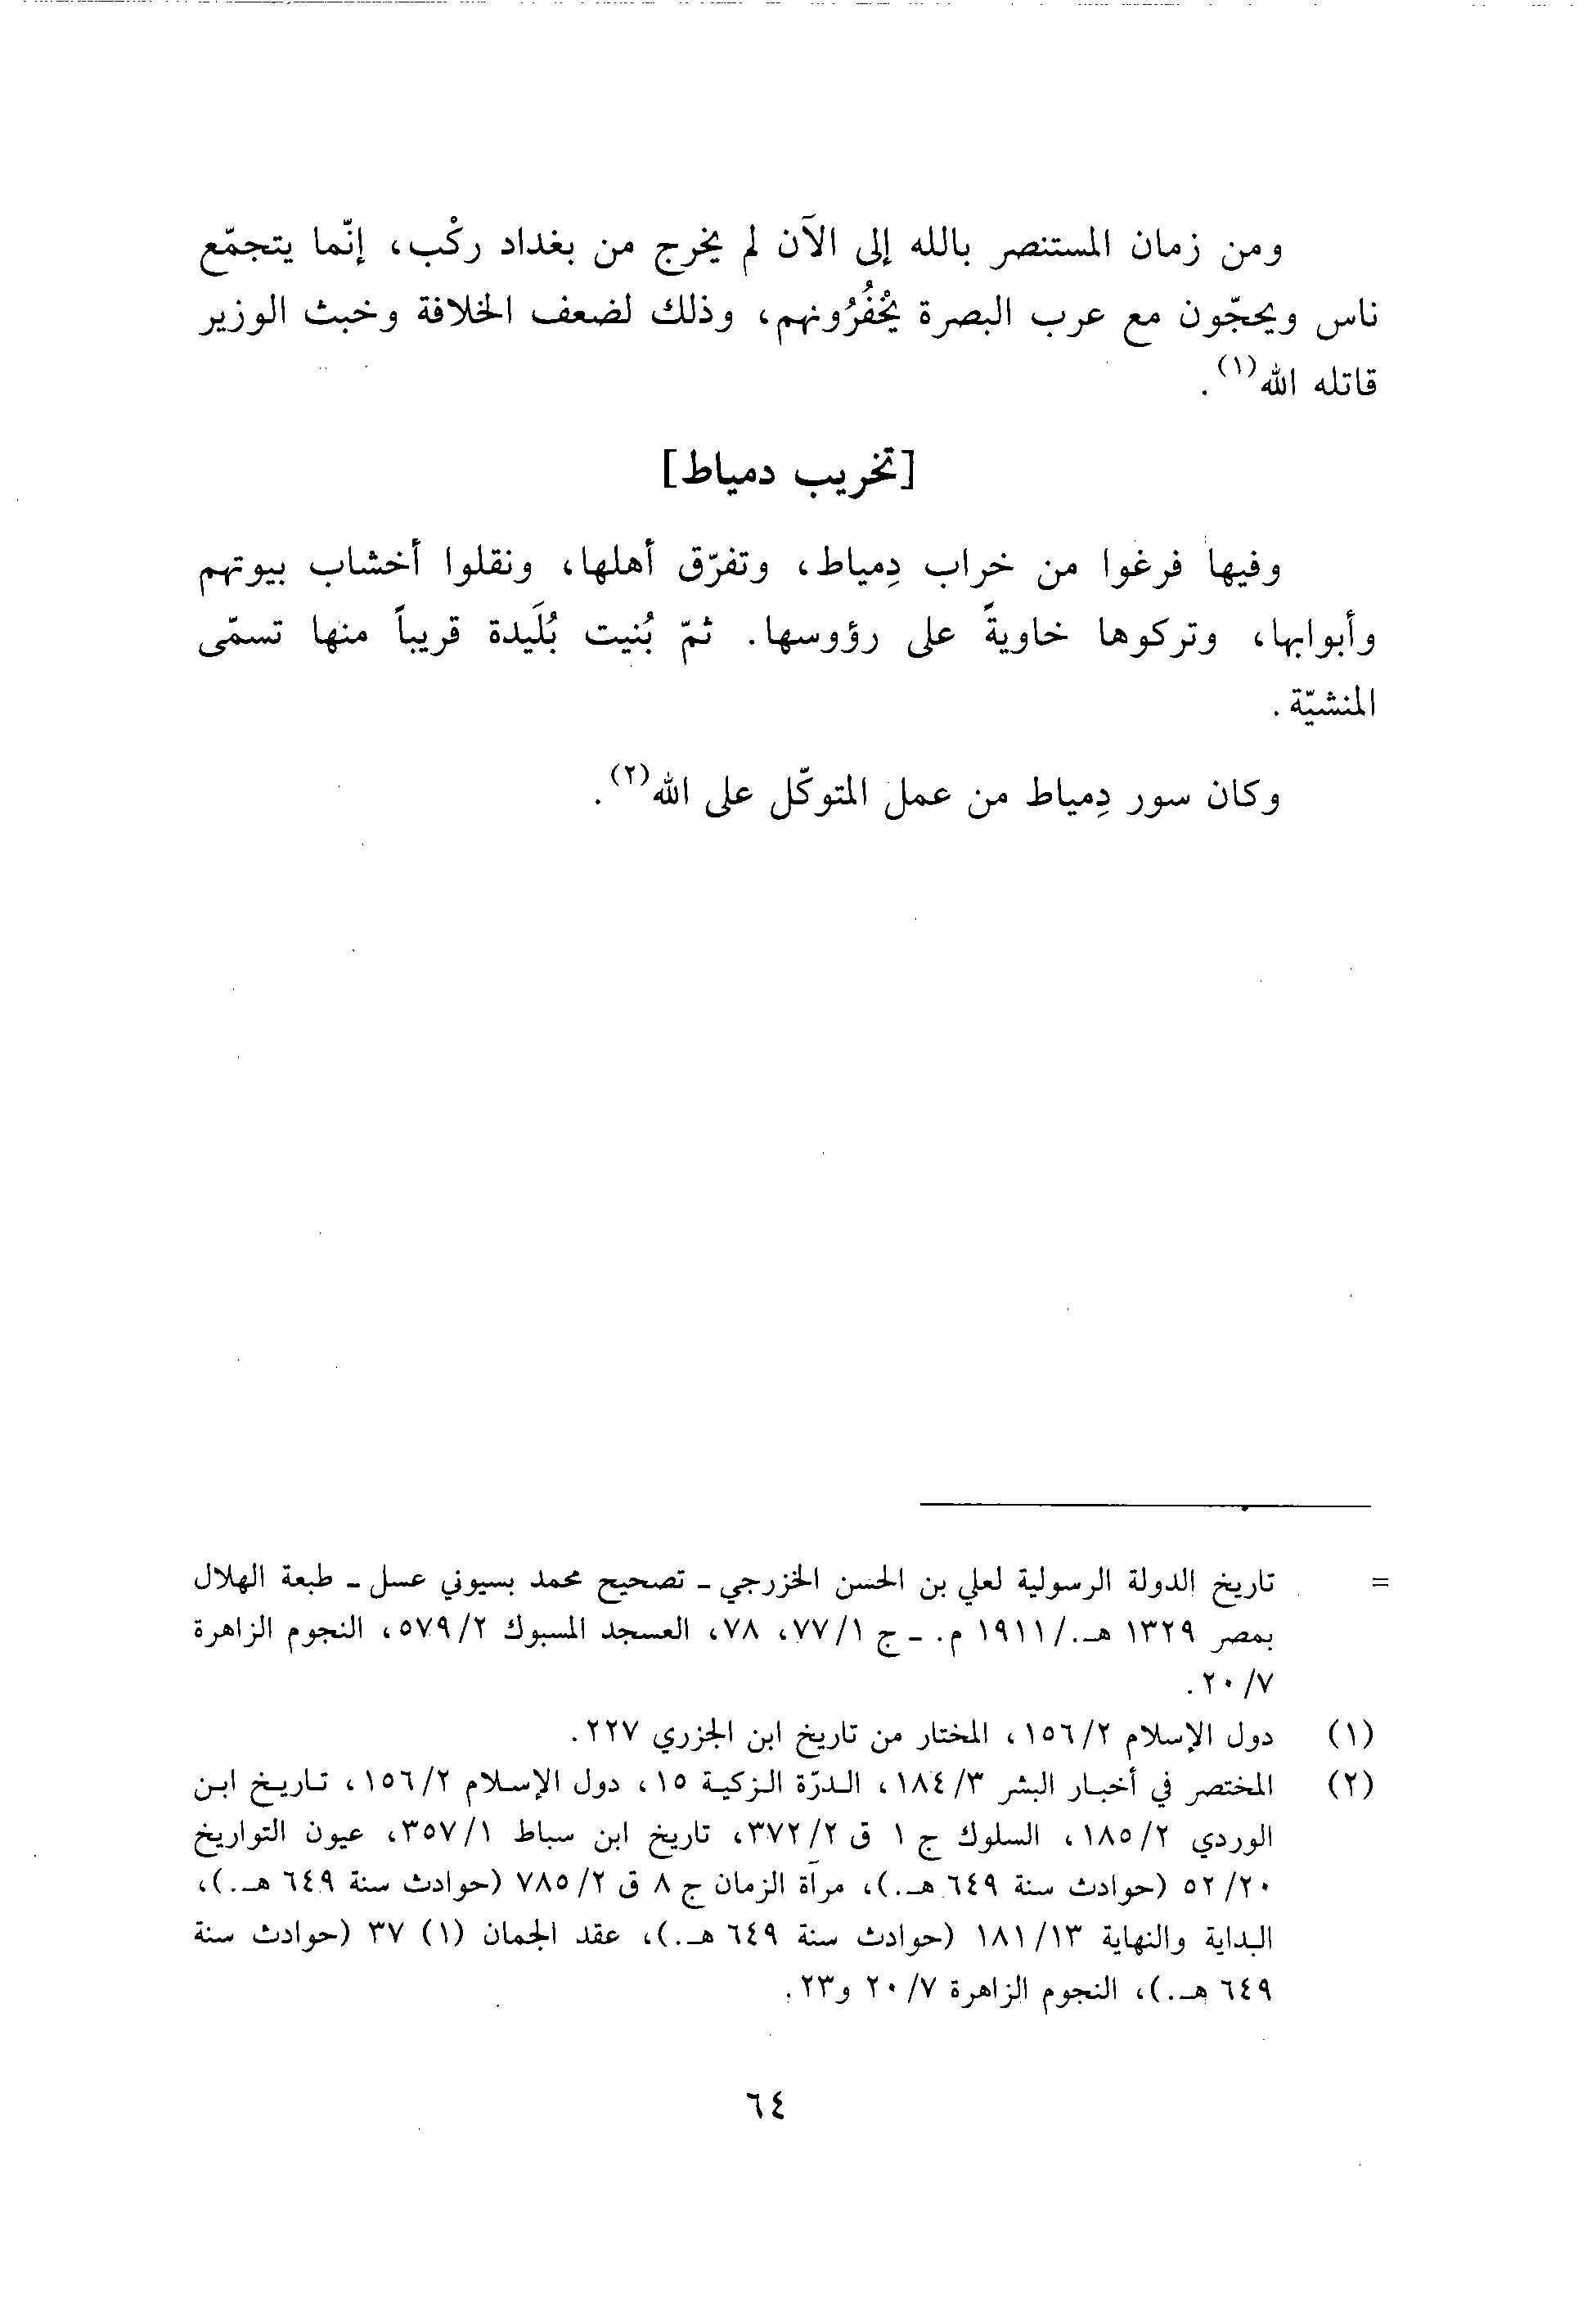 ومن زمان المستنصر بالله إلى الآن لم يخرج من بغداد ركْب، إنّما يتجمّع
ناس ويحجّون مع عرب البصرة يُخْفُرُونهم، وذلك لضعف الخلافة وخبث الوزير
قاتله الله(١).
[تخريب دمياط]
وفيها فرغوا من خراب دِمياط، وتفرّق أهلها، ونقلوا أخشاب بيوتهم
وأبوابها، وتركوها خاويةً على رؤوسها. ثمّ بُنيت بُلَيدة قريباً منها تسمّى
المنشيّة.
وكان سور دِمياط من عمل المتوكّل على الله(٢).
= تاريخ الدولة الرسولية لعلي بن الحسن الخزرجي ـ تصحيح محمد بسيوني عسل ـ طبعة الهلال
بمصر ١٣٢٩ هـ./١٩١١ م. ـ ج ١/٧٧، ٧٨، العسجد المسبوك ٢/٥٧٩، النجوم الزاهرة
٧/٢٠.
(١) دول الإسلام ٢/١٥٦، المختار من تاريخ ابن الجزري ٢٢٧.
(٢) المختصر في أخبار البشر ٣/١٨٤، الدرّة الزكية ١٥، دول الإسلام ٢/١٥٦، تاريخ ابن
الوردي ٢/١٨٥، السلوك ج ١ ق ٢/٣٧٢، تاريخ ابن سباط ١/٣٥٧، عيون التواريخ
٢٠/٥٢ (حوادث سنة ٦٤٩ هـ.)، مرآة الزمان ج ٨ ق ٢/٧٨٥ (حوادث سنة ٦٤٩ هـ.)،
البداية والنهاية ١٣/١٨١ (حوادث سنة ٦٤٩ هـ.)، عقد الجمان (١) ٣٧ (حوادث سنة
٦٤٩ هـ.)، النجوم الزاهرة ٧/٢٠ و٢٣.
٦٤